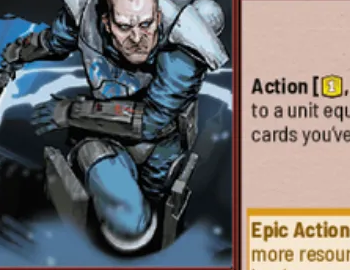 Action [1,
to a unit equ
cards you've
Epic Action
more resour